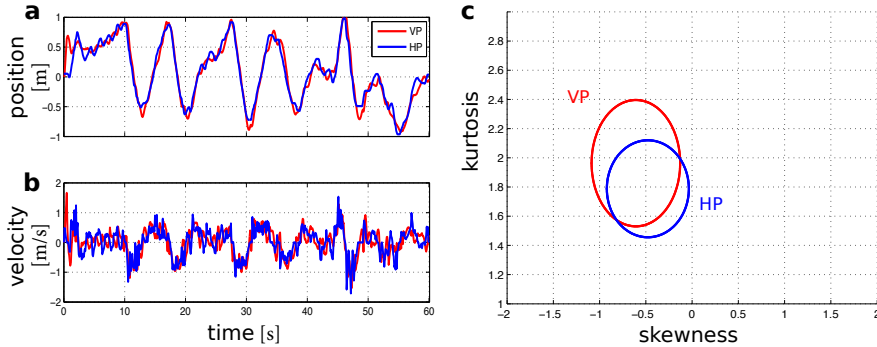 a
position
[m]
1
0.5
0
−0.5
−1
VP
HP
b
velocity
[m/s]
2
1
0
−1
−2
0
10
20
30
40
50
60
time [s]
c
kurtosis
3
2.8
2.6
2.4
2.2
2
1.8
1.6
1.4
1.2
1
VP
HP
−2
−1.5
−1
−0.5
0
0.5
1
1.5
2
skewness